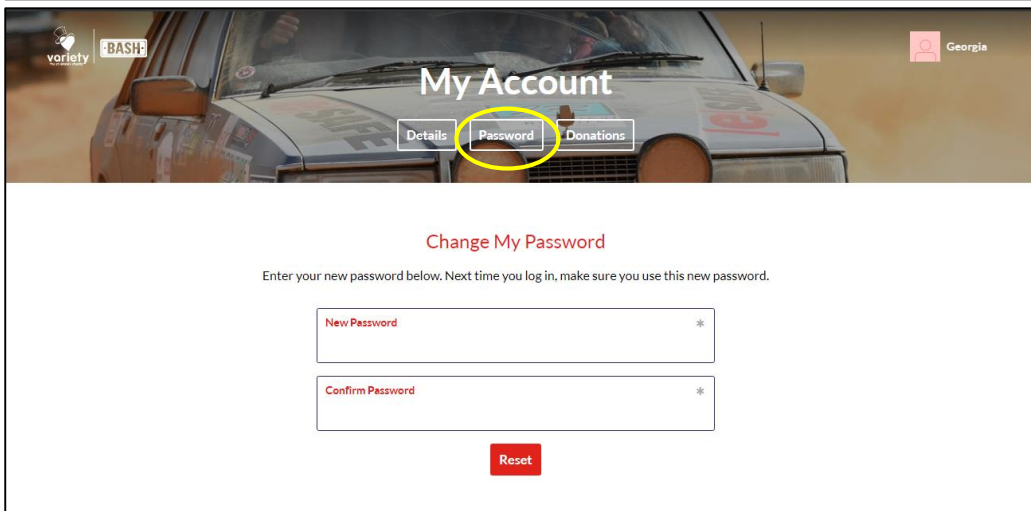 variety
·BASH·
Georgia
My Account
Details Password Donations
Change My Password
Enter your new password below. Next time you log in, make sure you use this new password.
New Password *
Confirm Password *
Reset